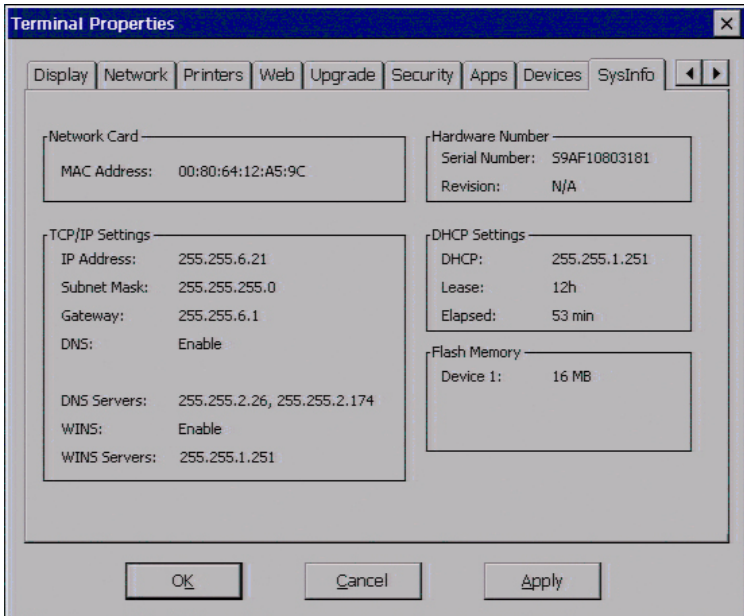 Terminal Properties
Display Network Printers Web Upgrade Security Apps Devices SysInfo
Network Card
MAC Address: 00:80:64:12:A5:9C
Hardware Number
Serial Number: S9AF10803181
Revision: N/A
TCP/IP Settings
IP Address: 255.255.6.21
Subnet Mask: 255.255.255.0
Gateway: 255.255.6.1
DNS: Enable
DNS Servers: 255.255.2.26, 255.255.2.174
WINS: Enable
WINS Servers: 255.255.1.251
DHCP Settings
DHCP: 255.255.1.251
Lease: 12h
Elapsed: 53 min
Flash Memory
Device 1: 16 MB
OK Cancel Apply